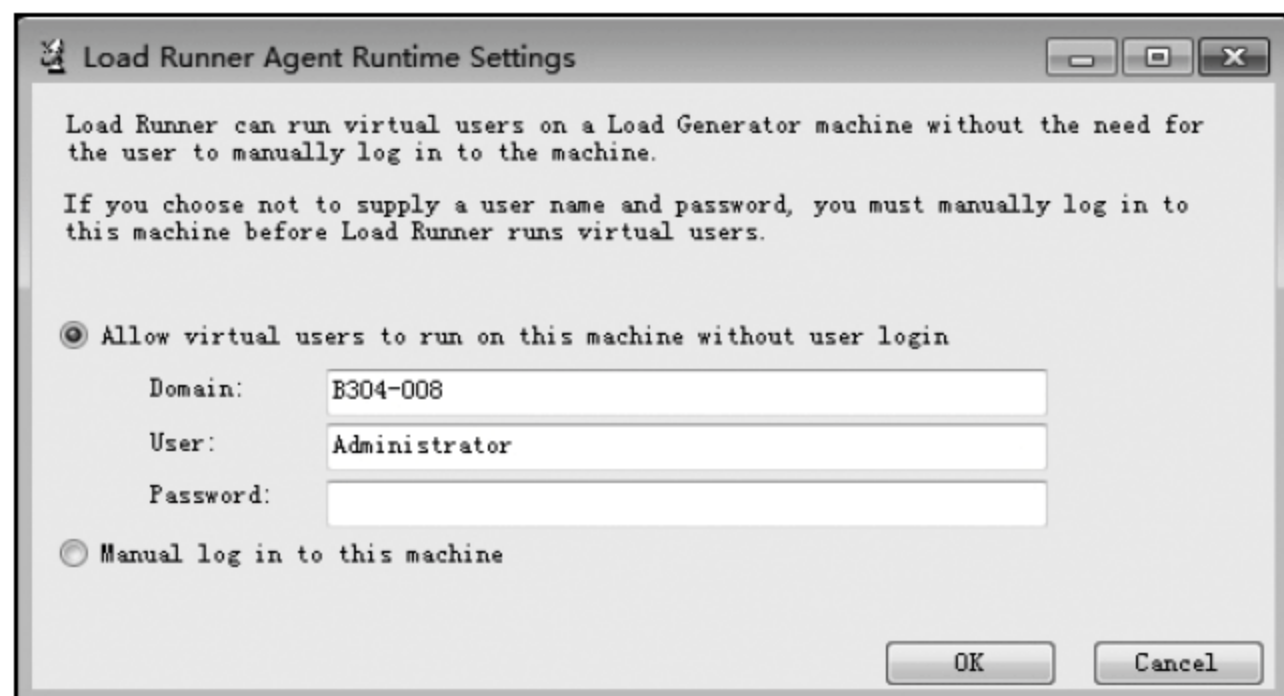 Load Runner Agent Runtime Settings
Load Runner can run virtual users on a Load Generator machine without the need for
the user to manually log in to the machine.
If you choose not to supply a user name and password, you must manually log in to
this machine before Load Runner runs virtual users.
Allow virtual users to run on this machine without user login
Domain: B304-008
User: Administrator
Password:
Manual log in to this machine
OK Cancel